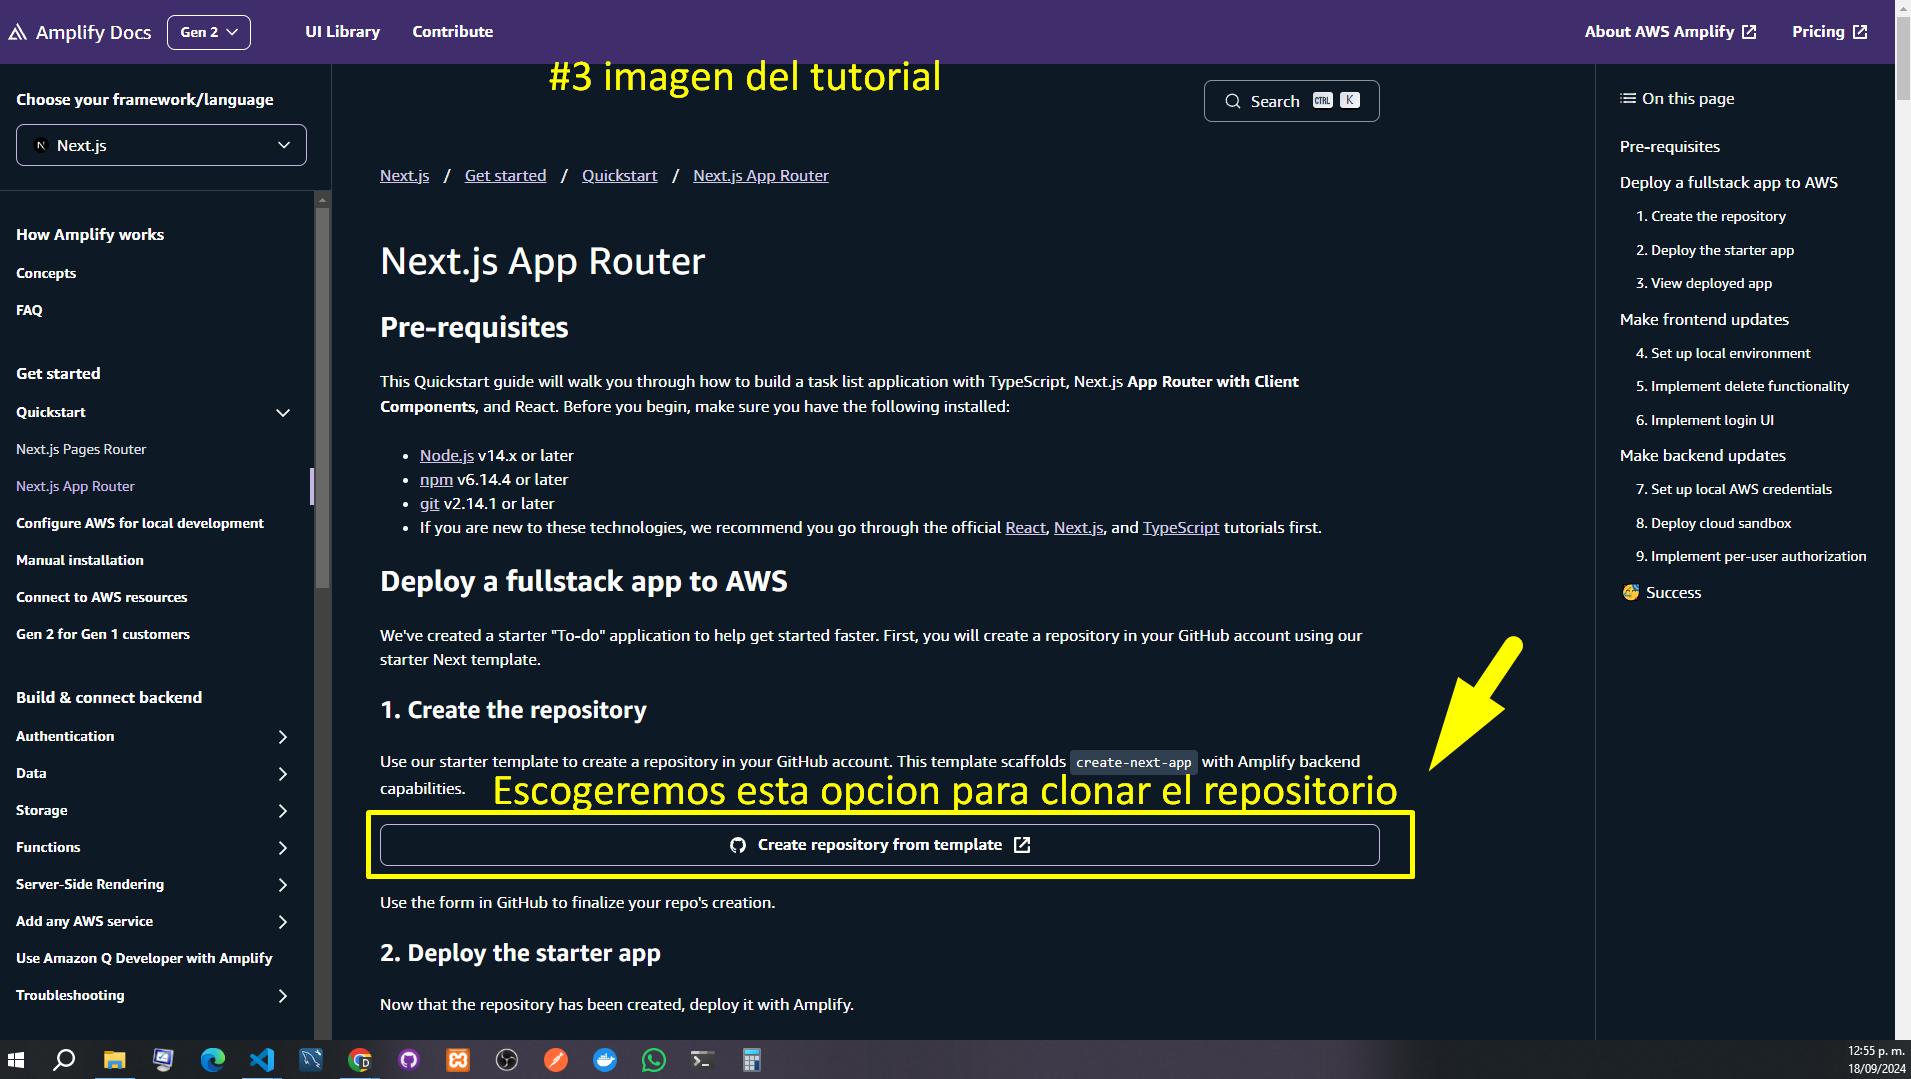 Amplify Docs
Gen 2
UI Library
Contribute
About AWS Amplify
Pricing
#3 imagen del tutorial
Choose your framework/language
Next.js
How Amplify works
Concepts
FAQ
Get started
Quickstart
Next.js Pages Router
Next.js App Router
Configure AWS for local development
Manual installation
Connect to AWS resources
Gen 2 for Gen 1 customers
Build & connect backend
Authentication
Data
Storage
Functions
Server-Side Rendering
Add any AWS service
Use Amazon Q Developer with Amplify
Troubleshooting
Search CTRL K
Next.js / Get started / Quickstart / Next.js App Router
Next.js App Router
Pre-requisites
This Quickstart guide will walk you through how to build a task list application with TypeScript, Next.js App Router with Client
Components, and React. Before you begin, make sure you have the following installed:
• Node.js v14.x or later
• npm v6.14.4 or later
• git v2.14.1 or later
• If you are new to these technologies, we recommend you go through the official React, Next.js, and TypeScript tutorials first.
Deploy a fullstack app to AWS
We've created a starter "To-do" application to help get started faster. First, you will create a repository in your GitHub account using our
starter Next template.
1. Create the repository
Use our starter template to create a repository in your GitHub account. This template scaffolds create-next-app with Amplify backend
capabilities.
Escogeremos esta opcion para clonar el repositorio
Create repository from template
Use the form in GitHub to finalize your repo's creation.
2. Deploy the starter app
Now that the repository has been created, deploy it with Amplify.
On this page
Pre-requisites
Deploy a fullstack app to AWS
1. Create the repository
2. Deploy the starter app
3. View deployed app
Make frontend updates
4. Set up local environment
5. Implement delete functionality
6. Implement login UI
Make backend updates
7. Set up local AWS credentials
8. Deploy cloud sandbox
9. Implement per-user authorization
🥳 Success
12:55 p. m.
18/09/2024